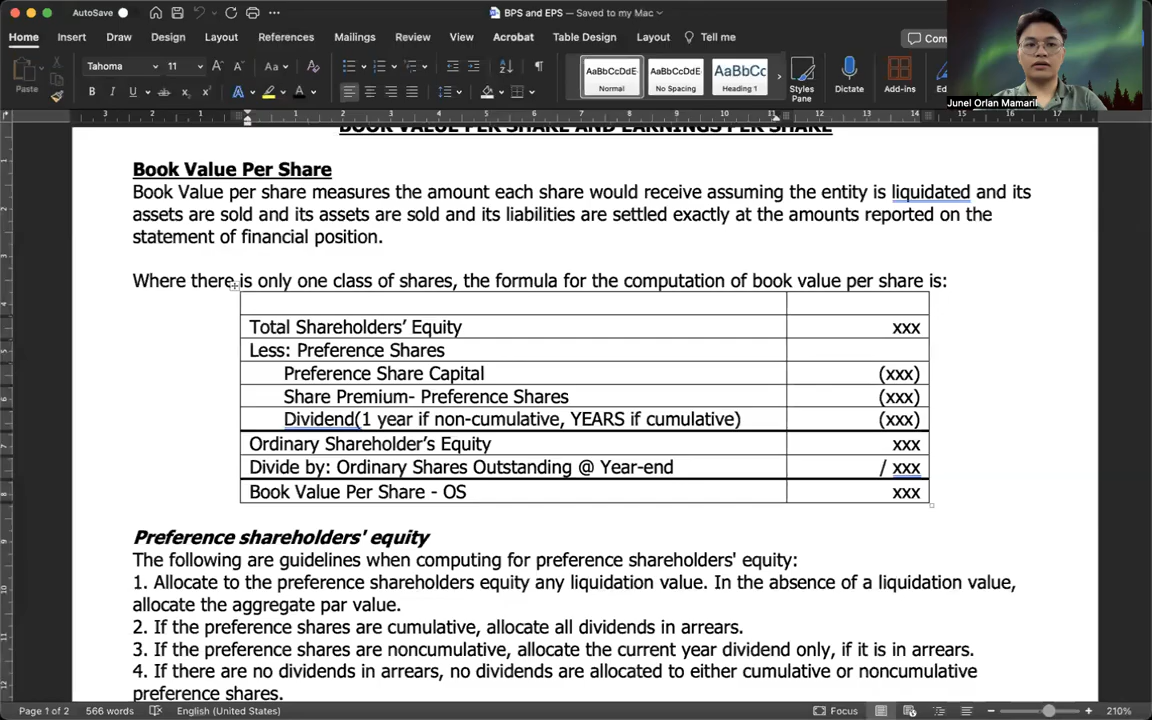 AutoSave
BPS and EPS — Saved to my Mac
Home Insert Draw Design Layout References Mailings Review View Acrobat Table Design Layout Tell me
Com
Paste
Tahoma 11
AaBbCcDdE AaBbCcDdE AaBbCc
Normal No Spacing Heading 1
Styles Pane
Dictate
Add-ins
Junel Orlan Mamarik
BOOK VALUE PER SHARE AND EARNINGS PER SHARE
Book Value Per Share
Book Value per share measures the amount each share would receive assuming the entity is liquidated and its
assets are sold and its assets are sold and its liabilities are settled exactly at the amounts reported on the
statement of financial position.
Where there is only one class of shares, the formula for the computation of book value per share is:
Total Shareholders' Equity xxx
Less: Preference Shares
Preference Share Capital (xxx)
Share Premium- Preference Shares (xxx)
Dividend(1 year if non-cumulative, YEARS if cumulative) (xxx)
Ordinary Shareholder's Equity xxx
Divide by: Ordinary Shares Outstanding @ Year-end / xxx
Book Value Per Share - OS xxx
Preference shareholders' equity
The following are guidelines when computing for preference shareholders' equity:
1. Allocate to the preference shareholders equity any liquidation value. In the absence of a liquidation value,
allocate the aggregate par value.
2. If the preference shares are cumulative, allocate all dividends in arrears.
3. If the preference shares are noncumulative, allocate the current year dividend only, if it is in arrears.
4. If there are no dividends in arrears, no dividends are allocated to either cumulative or noncumulative
preference shares.
Page 1 of 2 566 words English (United States) Focus 210%